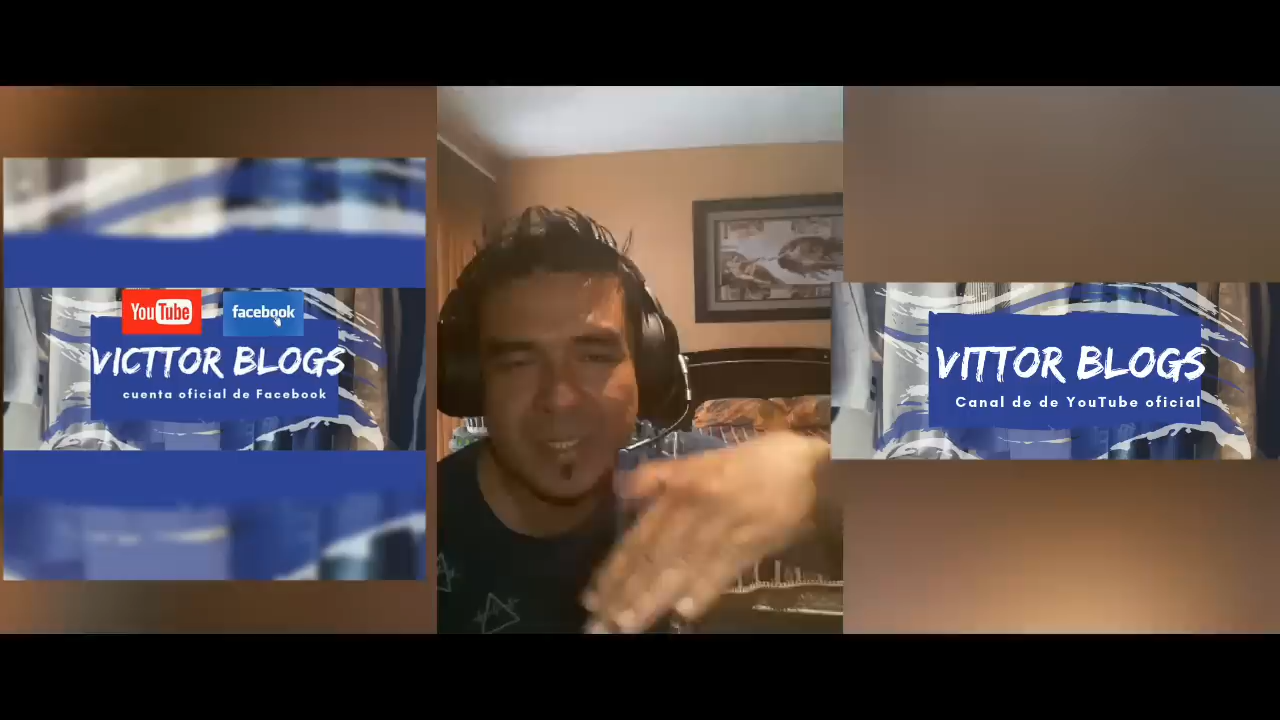 YouTube
facebook
VICTTOR BLOGS
cuenta oficial de Facebook
VITTOR BLOGS
Canal de de YouTube oficial